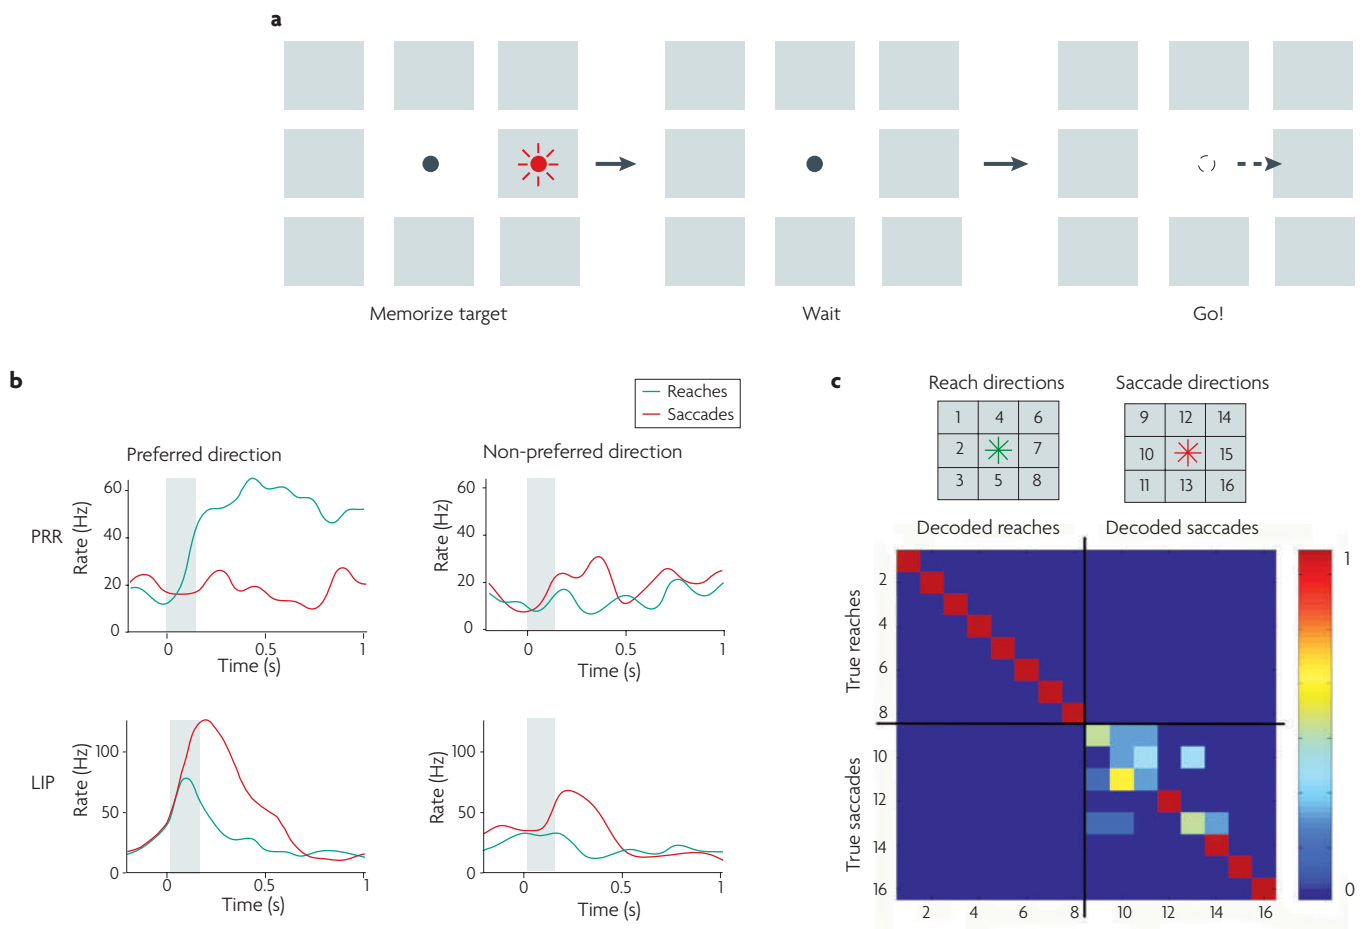 a
Memorize target
Wait
Go!
b
Reaches
Saccades
Preferred direction
Non-preferred direction
PRR
Rate (Hz)
60
40
20
0
0
0.5
1
Time (s)
Rate (Hz)
60
40
20
0
0
0.5
1
Time (s)
LIP
Rate (Hz)
100
50
0
0
0.5
1
Time (s)
Rate (Hz)
100
50
0
0
0.5
1
Time (s)
c
Reach directions
1 4 6
2 7
3 5 8
Saccade directions
9 12 14
10 15
11 13 16
Decoded reaches
Decoded saccades
True reaches
2
4
6
8
True saccades
10
12
14
16
2 4 6 8 10 12 14 16
1
0